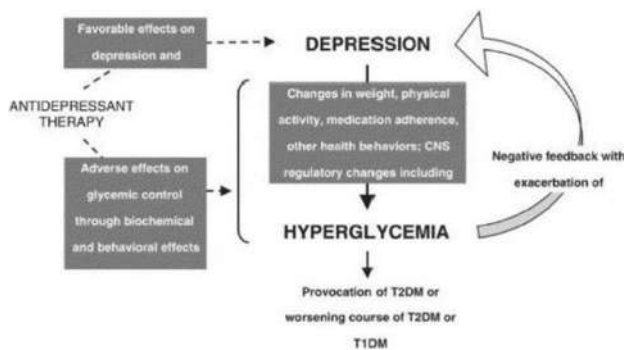 Favorable effects on
depression and
DEPRESSION
ANTIDEPRESSANT
THERAPY
Changes in weight, physical
activity, medication adherence,
other health behaviors; CNS
regulatory changes including
Negative feedback with
exacerbation of
Adverse effects on
glycemic control
through biochemical
and behavioral effects
HYPERGLYCEMIA
Provocation of T2DM or
worsening course of T2DM or
T1DM